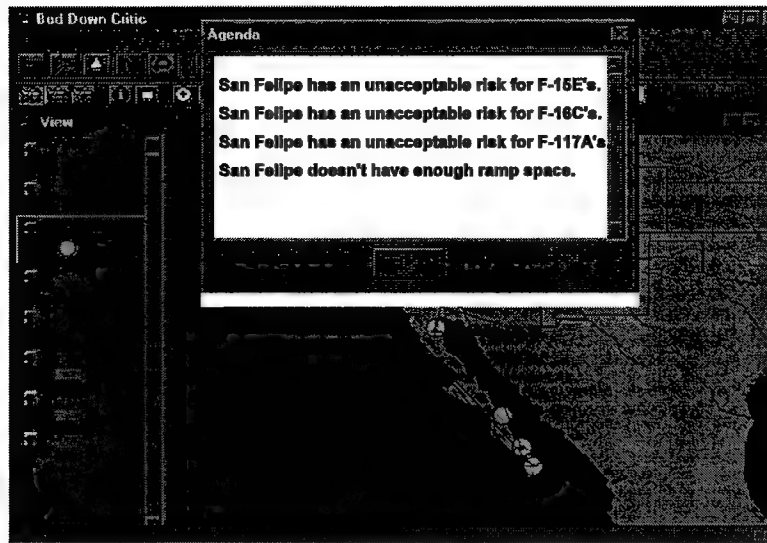 Bed Down Critic
Agenda
San Felipe has an unacceptable risk for F-15E's.
San Felipe has an unacceptable risk for F-16C's.
San Felipe has an unacceptable risk for F-117A's
San Felipe doesn't have enough ramp space.
View